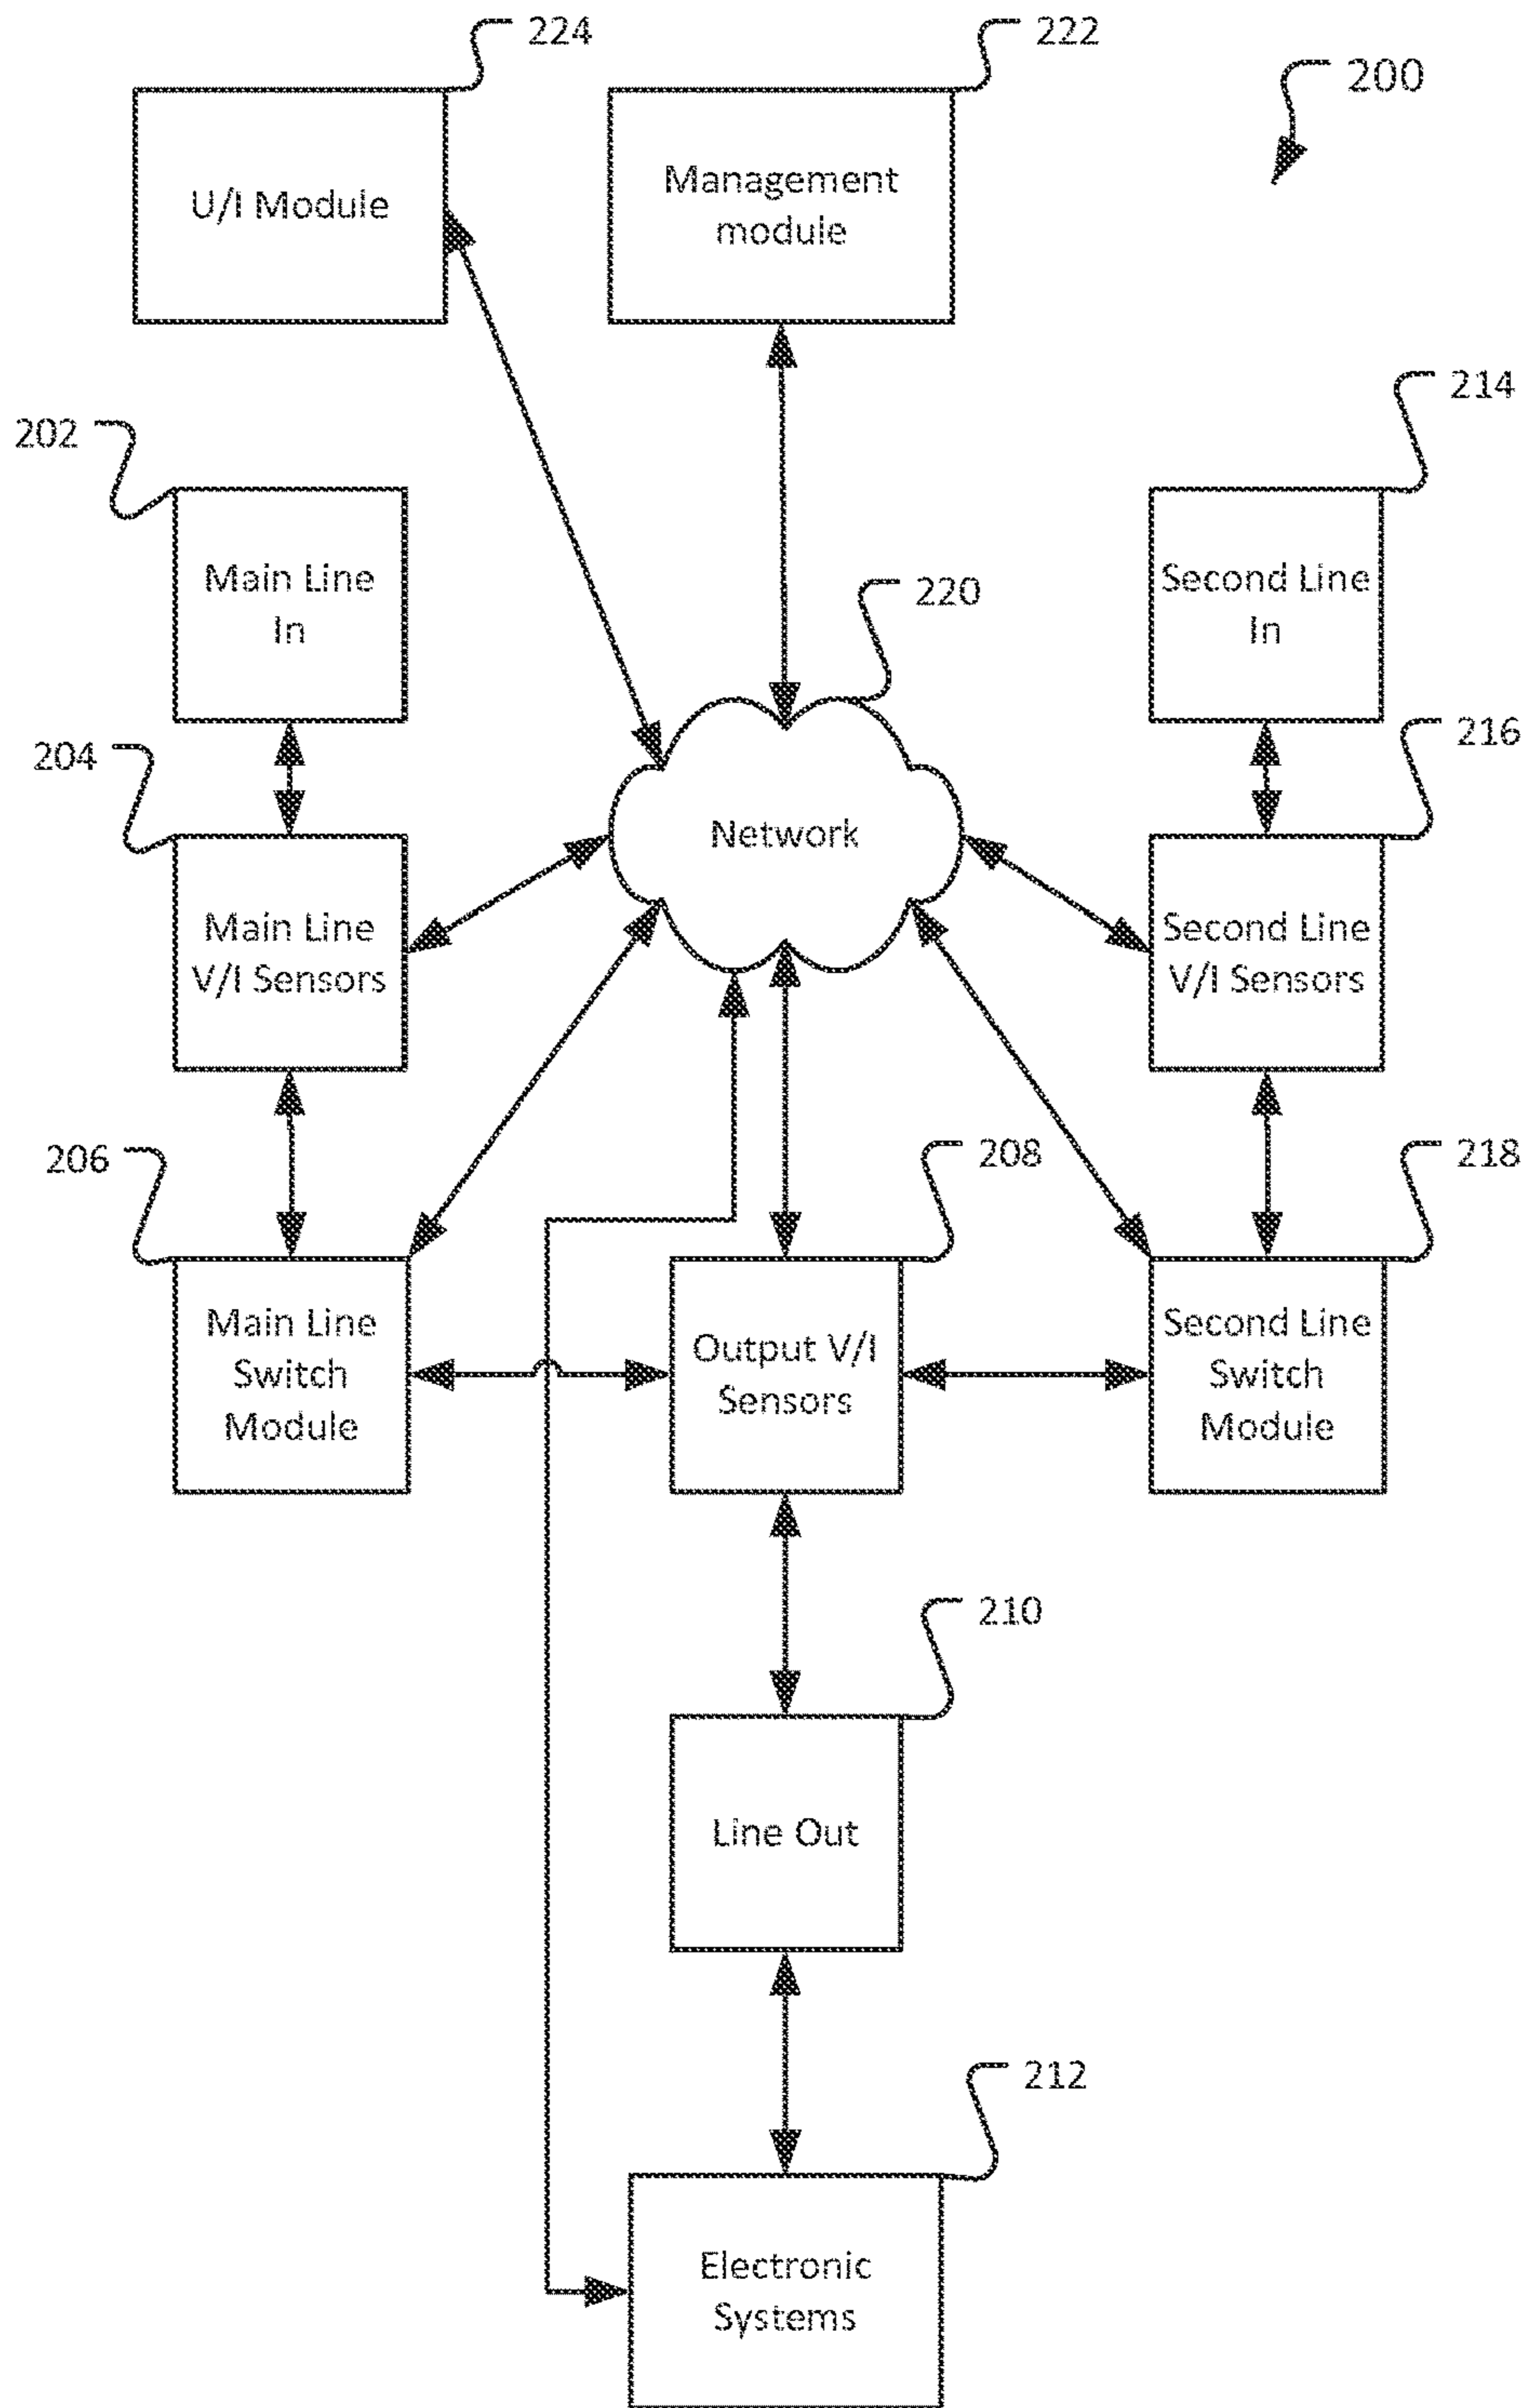 224
222
200
U/I Module
Management
module
214
202
Main Line
In
220
Second Line
In
204
216
Network
Main Line
V/I Sensors
Second Line
V/I Sensors
206
208
218
Main Line
Switch
Module
Output V/I
Sensors
Second Line
Switch
Module
210
Line Out
212
Electronic
Systems